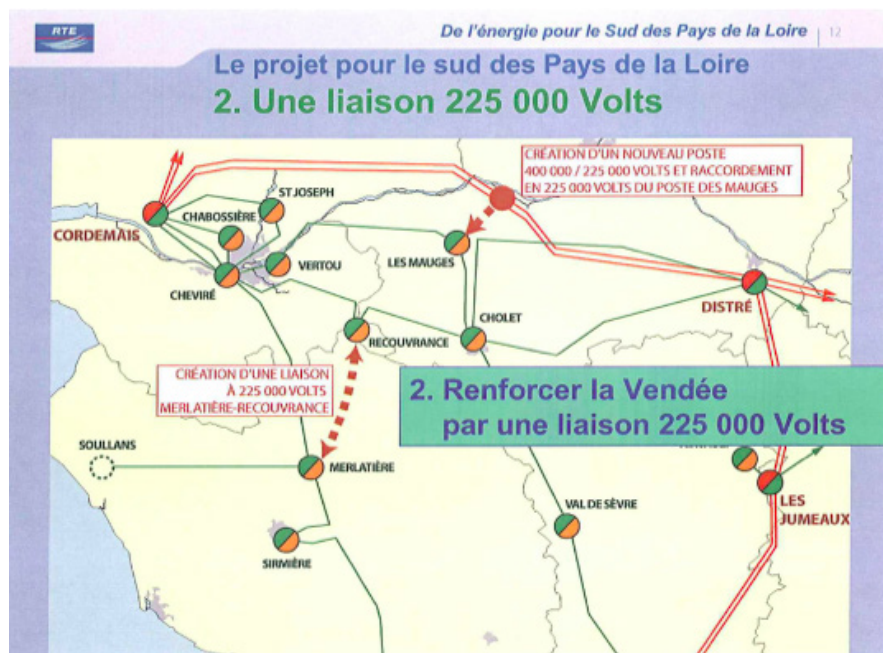 RTE
De l'énergie pour le Sud des Pays de la Loire
12
Le projet pour le sud des Pays de la Loire
2. Une liaison 225 000 Volts
CRÉATION D'UN NOUVEAU POSTE
400 000 / 225 000 VOLTS ET RACCORDEMENT
EN 225 000 VOLTS DU POSTE DES MAUGES
ST JOSEPH
CHABOSSIÈRE
CORDEMAIS
VERTOU
LES MAUGES
CHEVIRÉ
DISTRÉ
CHOLET
RECOUVRANCE
CRÉATION D'UNE LIAISON
À 225 000 VOLTS
MERLATIÈRE-RECOUVRANCE
2. Renforcer la Vendée
par une liaison 225 000 Volts
SOULLANS
MERLATIÈRE
LES
JUMEAUX
VAL DE SÈVRE
SIRMIÈRE